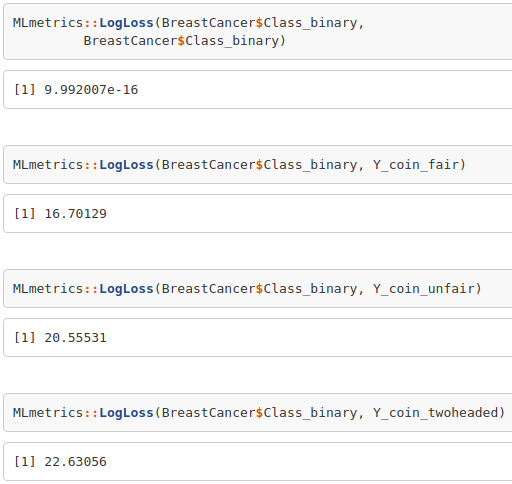 MLmetrics::LogLoss(BreastCancer$Class_binary,
BreastCancer$Class_binary)
[1] 9.992007e-16
MLmetrics::LogLoss(BreastCancer$Class_binary, Y_coin_fair)
[1] 16.70129
MLmetrics::LogLoss(BreastCancer$Class_binary, Y_coin_unfair)
[1] 20.55531
MLmetrics::LogLoss(BreastCancer$Class_binary, Y_coin_twoheaded)
[1] 22.63056